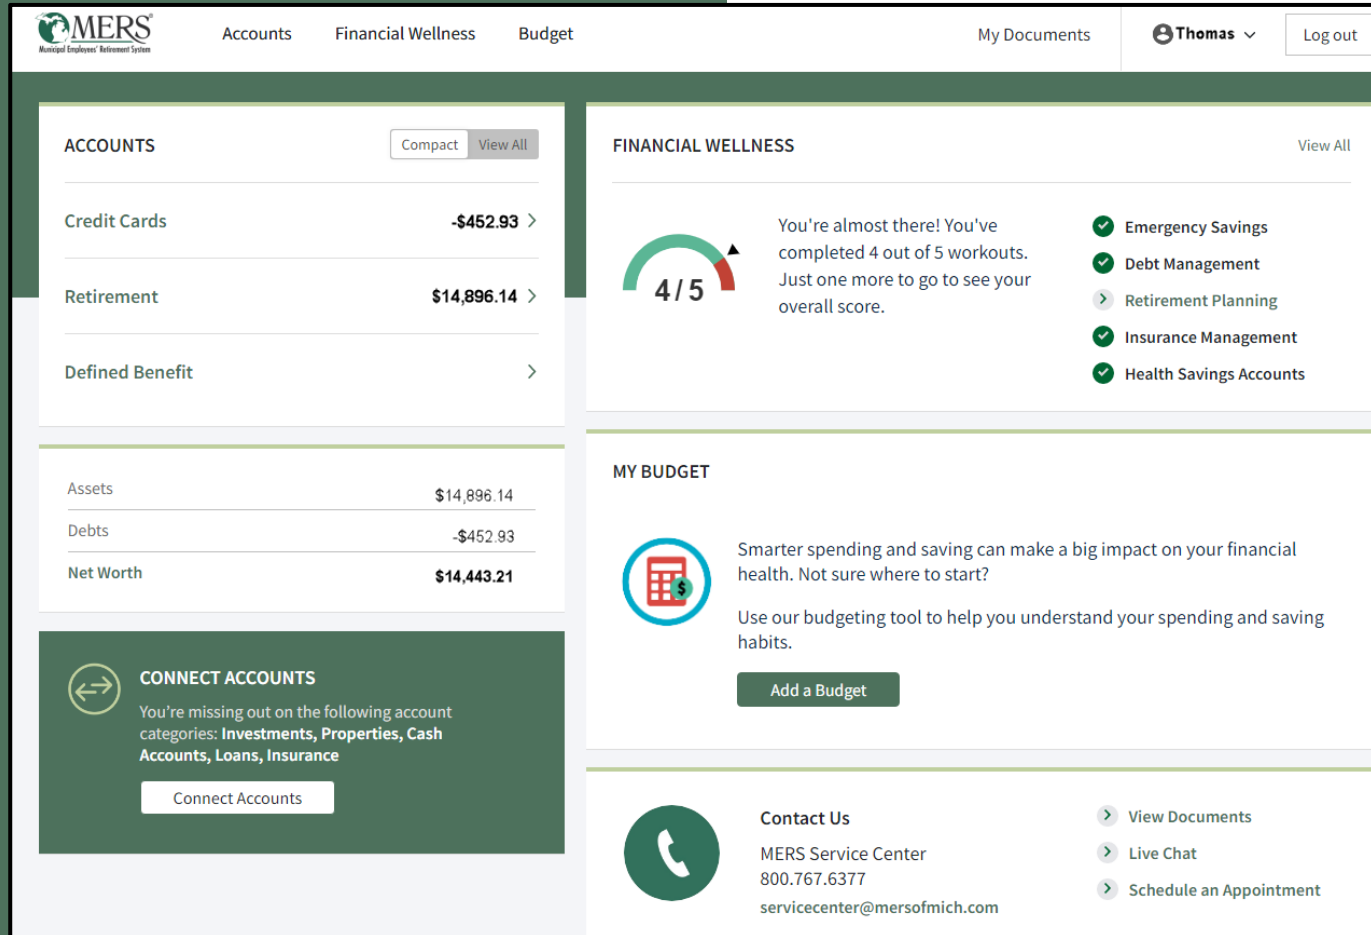 MERS®
Municipal Employees' Retirement System
Accounts
Financial Wellness
Budget
My Documents
Thomas
Log out
ACCOUNTS
Compact
View All
Credit Cards
-$452.93
Retirement
$14,896.14
Defined Benefit
Assets
$14,896.14
Debts
-$452.93
Net Worth
$14,443.21
CONNECT ACCOUNTS
You're missing out on the following account
categories: Investments, Properties, Cash
Accounts, Loans, Insurance
Connect Accounts
FINANCIAL WELLNESS
View All
4/5
You're almost there! You've
completed 4 out of 5 workouts.
Just one more to go to see your
overall score.
Emergency Savings
Debt Management
Retirement Planning
Insurance Management
Health Savings Accounts
MY BUDGET
$
Smarter spending and saving can make a big impact on your financial
health. Not sure where to start?
Use our budgeting tool to help you understand your spending and saving
habits.
Add a Budget
Contact Us
MERS Service Center
800.767.6377
servicecenter@mersofmich.com
View Documents
Live Chat
Schedule an Appointment